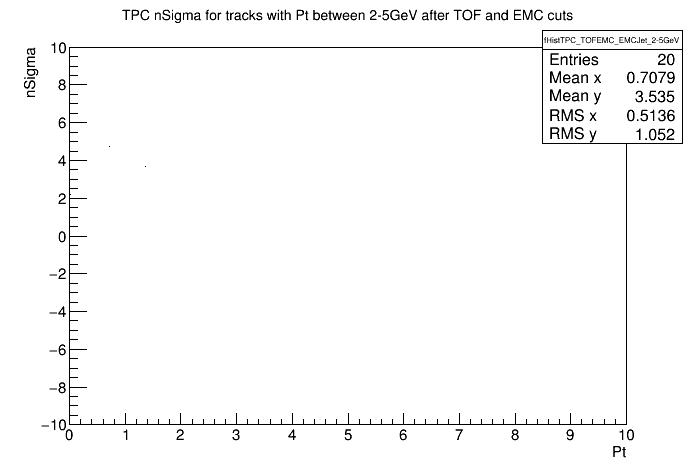 TPC nSigma for tracks with Pt between 2-5GeV after TOF and EMC cuts
fHistTPC_TOFEMC_EMCJet_2-5GeV
Entries 20
Mean x 0.7079
Mean y 3.535
RMS x 0.5136
RMS y 1.052
nSigma
10
8
6
4
2
0
−2
−4
−6
−8
−10
0 1 2 3 4 5 6 7 8 9 10
Pt